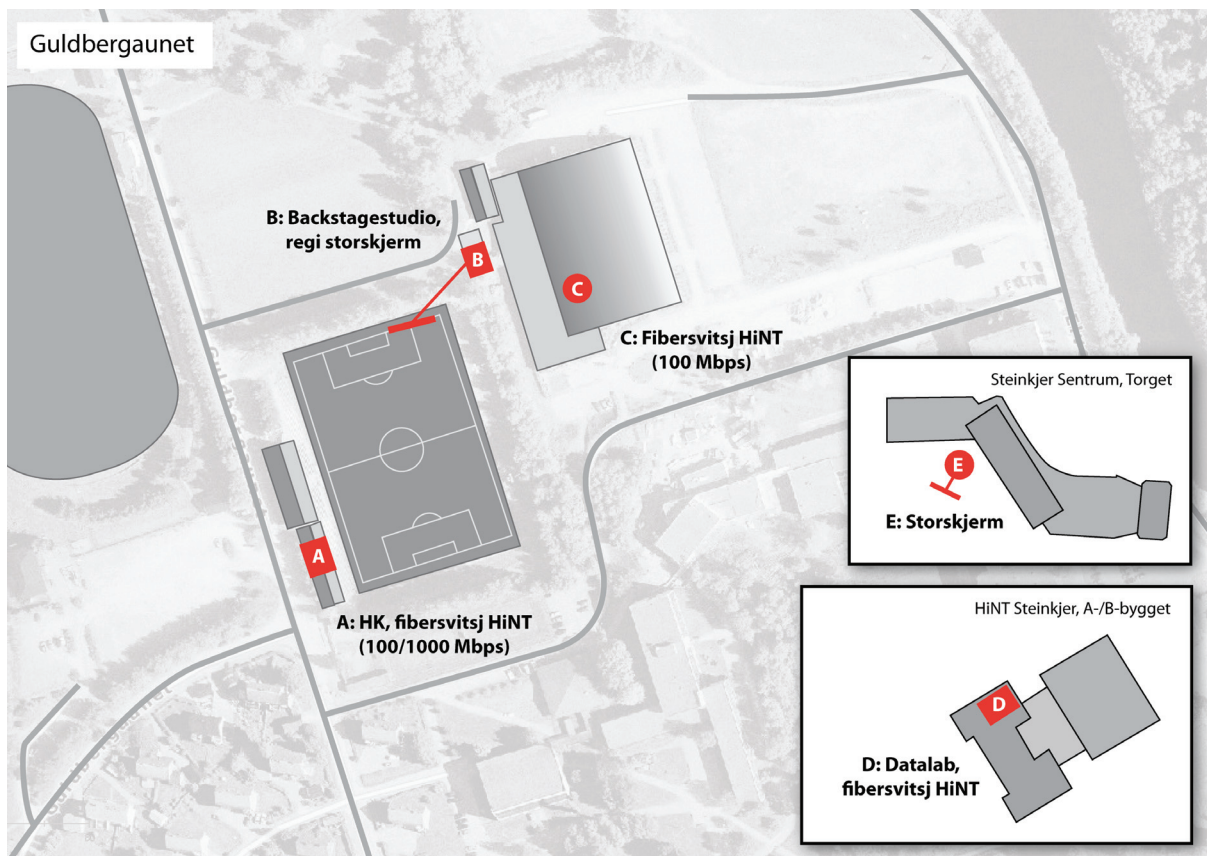 Guldbergaunet
B: Backstagestudio,
regi storskjerm
B
C
C: Fibersvitsj HiNT
(100 Mbps)
A
A: HK, fibersvitsj HiNT
(100/1000 Mbps)
Steinkjer Sentrum, Torget
E
E: Storskjerm
HiNT Steinkjer, A-/B-bygget
D
D: Datalab,
fibersvitsj HiNT